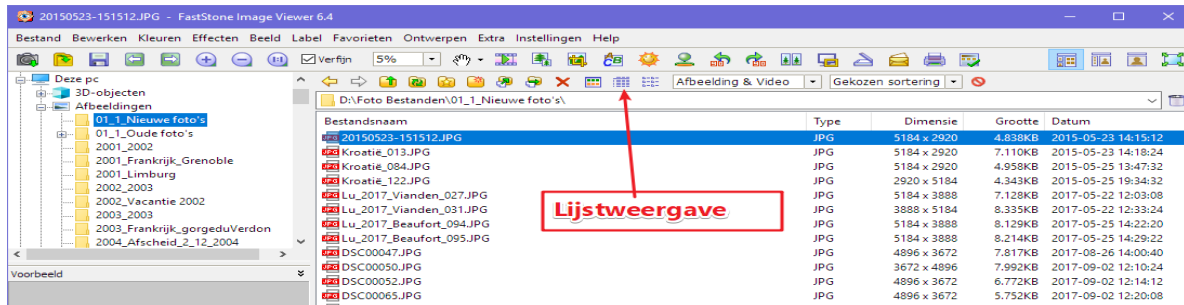 20150523-151512.JPG - FastStone Image Viewer 6.4
Bestand Bewerken Kleuren Effecten Beeld Label Favorieten Ontwerpen Extra Instellingen Help
Verfijn 5%
Deze pc
3D-objecten
Afbeeldingen
01_1_Nieuwe foto's
01_1_Oude foto's
2001_2002
2001_Frankrijk_Grenoble
2001_Limburg
2002_2003
2002_Vacantie 2002
2003_2003
2003_Frankrijk_gorgeduVerdon
2004_Afscheid_2_12_2004
Voorbeeld
Afbeelding & Video Gekozen sortering
D:\Foto Bestanden\01_1_Nieuwe foto's\
Bestandsnaam Type Dimensie Grootte Datum
20150523-151512.JPG JPG 5184 x 2920 4.838KB 2015-05-23 14:15:12
Kroatië_013.JPG JPG 5184 x 2920 7.110KB 2015-05-23 14:18:24
Kroatië_084.JPG JPG 5184 x 2920 4.958KB 2015-05-25 13:47:32
Kroatië_122.JPG JPG 2920 x 5184 4.343KB 2015-05-25 19:34:32
Lu_2017_Vianden_027.JPG JPG 5184 x 3888 7.128KB 2017-05-22 12:03:08
Lu_2017_Vianden_031.JPG JPG 3888 x 5184 8.335KB 2017-05-22 12:33:24
Lu_2017_Beaufort_094.JPG JPG 5184 x 3888 8.129KB 2017-05-25 14:22:20
Lu_2017_Beaufort_095.JPG JPG 5184 x 3888 8.214KB 2017-05-25 14:29:22
DSC00047.JPG JPG 4896 x 3672 7.817KB 2017-08-26 14:00:40
DSC00050.JPG JPG 3672 x 4896 7.992KB 2017-09-02 12:10:24
DSC00052.JPG JPG 4896 x 3672 6.772KB 2017-09-02 12:14:12
DSC00065.JPG JPG 4896 x 3672 5.752KB 2017-09-02 12:20:08
Lijstweergave